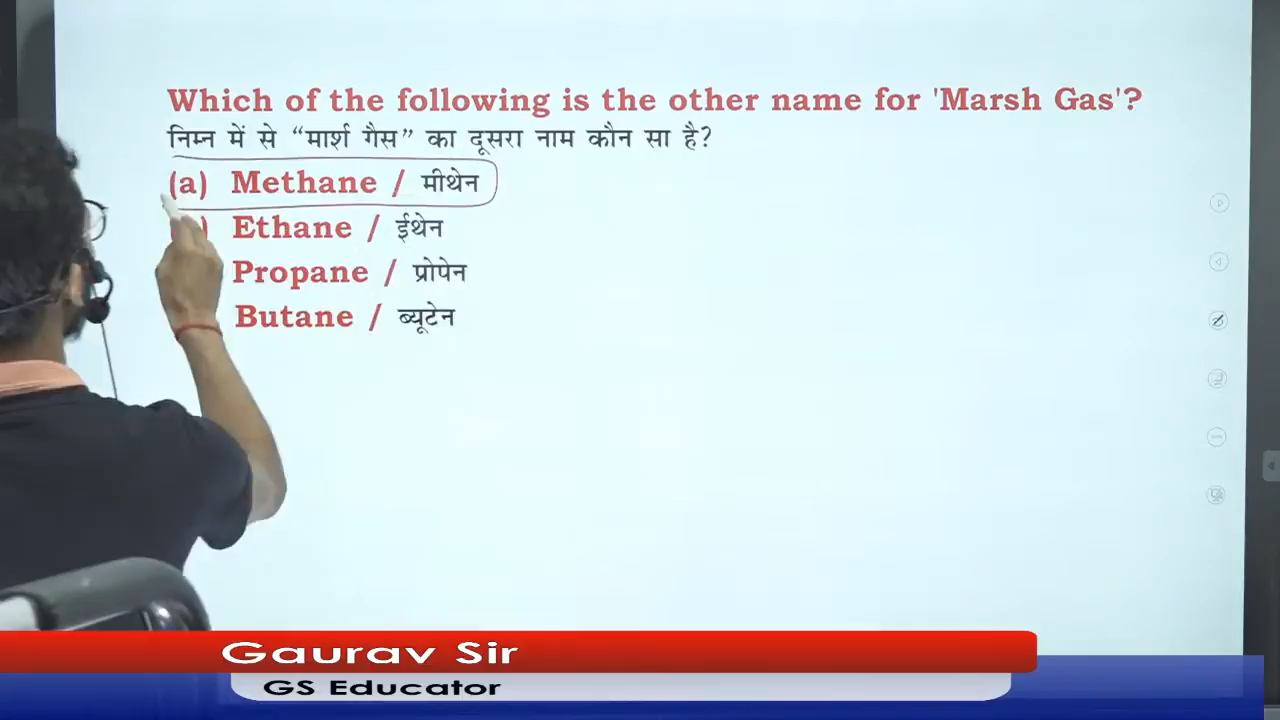 Which of the following is the other name for 'Marsh Gas'?
निम्न में से “मार्श गैस” का दूसरा नाम कौन सा है?
(a) Methane / मीथेन
) Ethane / ईथेन
Propane / प्रोपेन
Butane / ब्यूटेन
Gaurav Sir
GS Educator